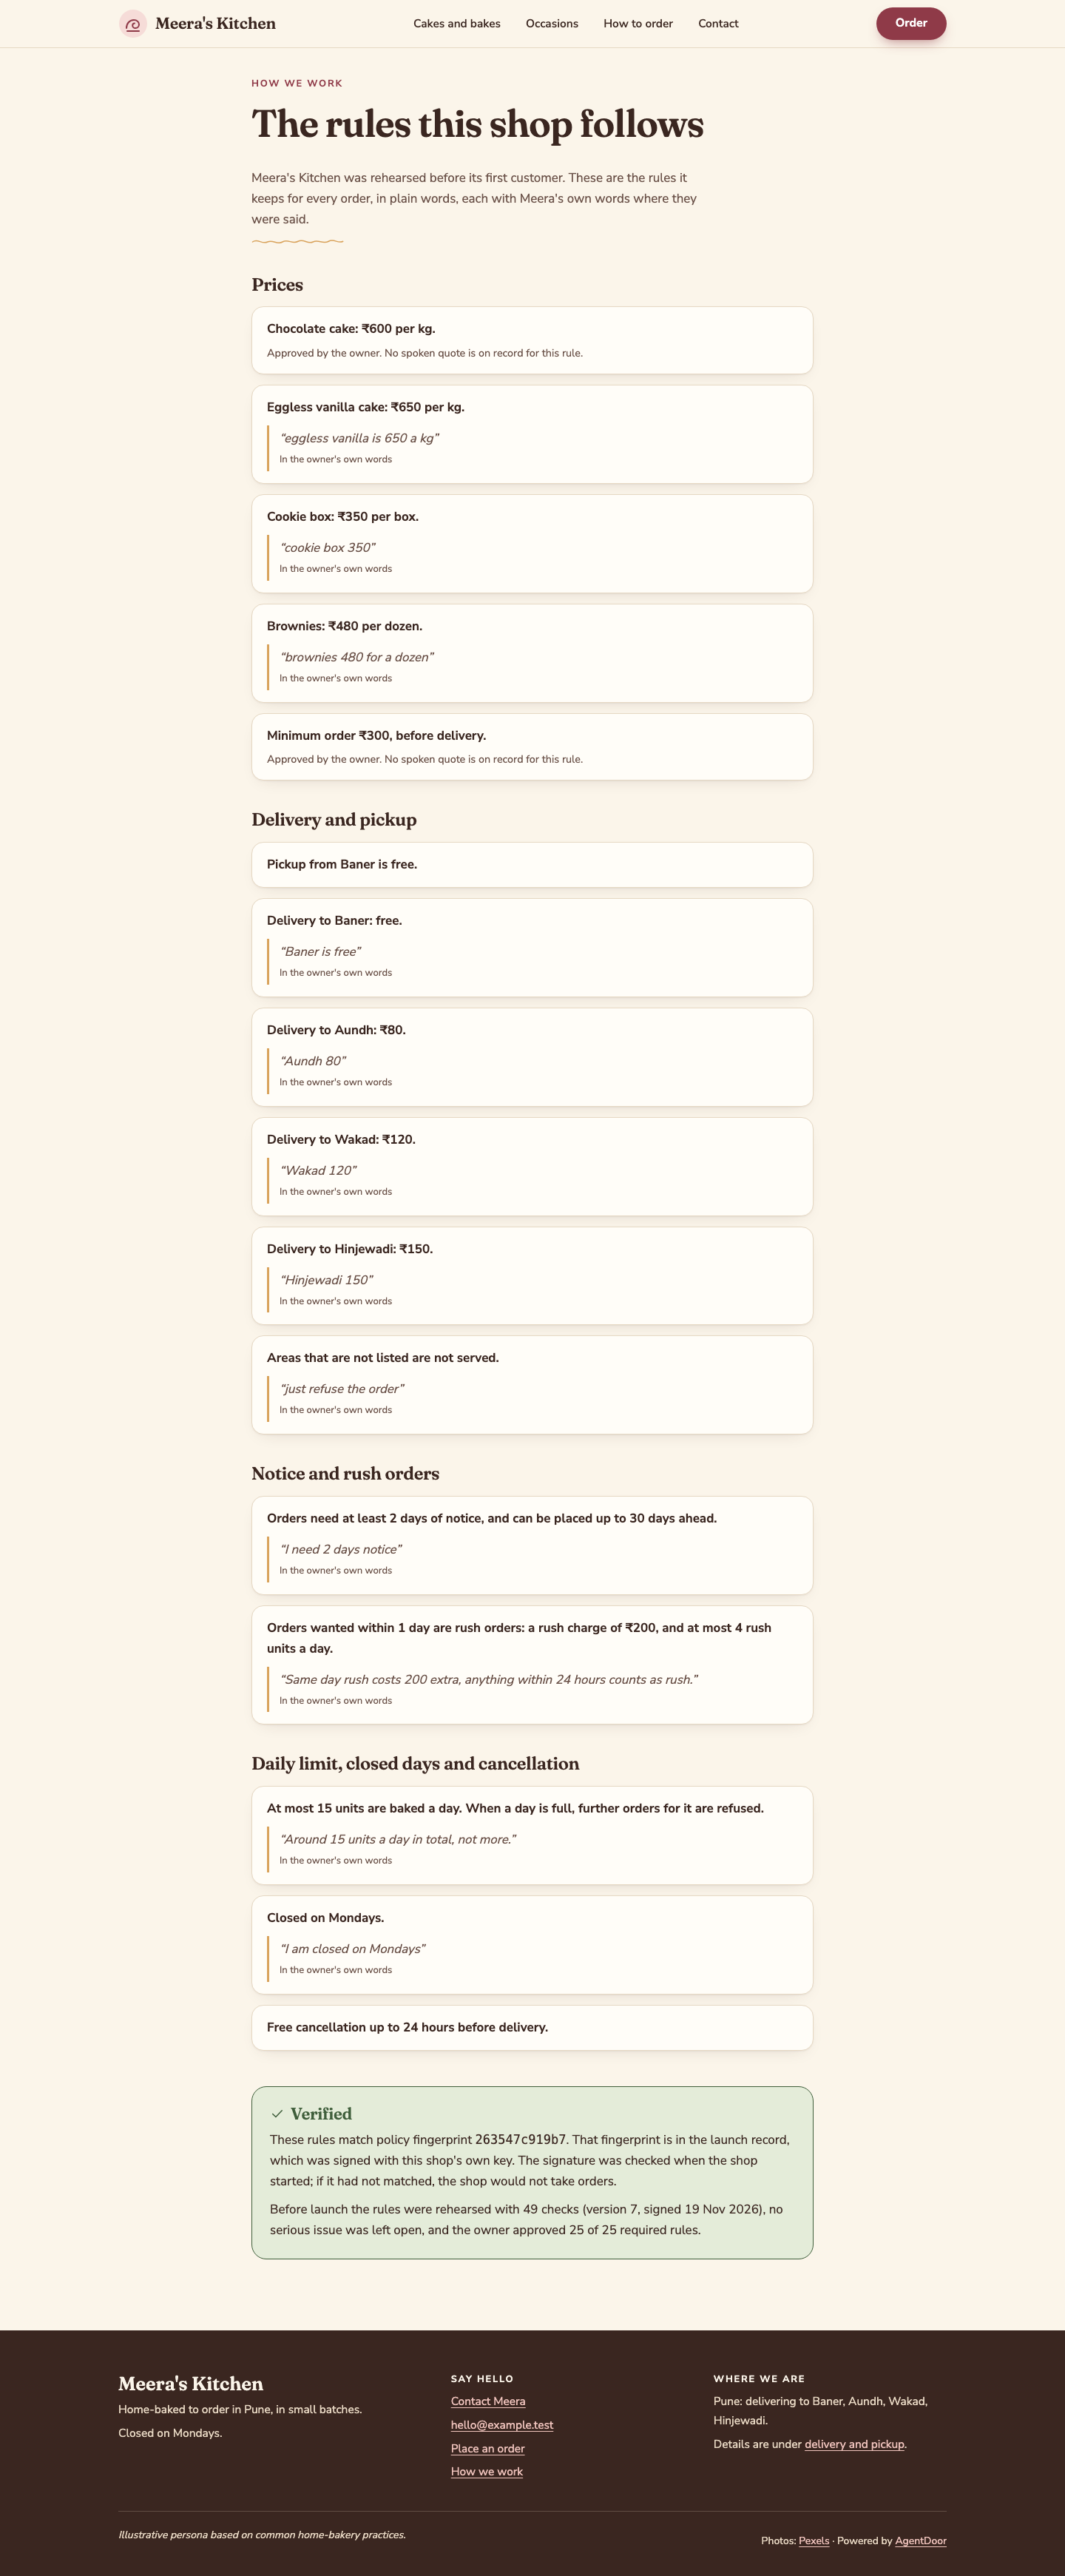 Meera's Kitchen
Cakes and bakes
Occasions
How to order
Contact
Order
HOW WE WORK
The rules this shop follows
Meera's Kitchen was rehearsed before its first customer. These are the rules it
keeps for every order, in plain words, each with Meera's own words where they
were said.
Prices
Chocolate cake: ₹600 per kg.
Approved by the owner. No spoken quote is on record for this rule.
Eggless vanilla cake: ₹650 per kg.
“eggless vanilla is 650 a kg”
In the owner's own words
Cookie box: ₹350 per box.
“cookie box 350”
In the owner's own words
Brownies: ₹480 per dozen.
“brownies 480 for a dozen”
In the owner's own words
Minimum order ₹300, before delivery.
Approved by the owner. No spoken quote is on record for this rule.
Delivery and pickup
Pickup from Baner is free.
Delivery to Baner: free.
“Baner is free”
In the owner's own words
Delivery to Aundh: ₹80.
“Aundh 80”
In the owner's own words
Delivery to Wakad: ₹120.
“Wakad 120”
In the owner's own words
Delivery to Hinjewadi: ₹150.
“Hinjewadi 150”
In the owner's own words
Areas that are not listed are not served.
“just refuse the order”
In the owner's own words
Notice and rush orders
Orders need at least 2 days of notice, and can be placed up to 30 days ahead.
“I need 2 days notice”
In the owner's own words
Orders wanted within 1 day are rush orders: a rush charge of ₹200, and at most 4 rush
units a day.
“Same day rush costs 200 extra, anything within 24 hours counts as rush.”
In the owner's own words
Daily limit, closed days and cancellation
At most 15 units are baked a day. When a day is full, further orders for it are refused.
“Around 15 units a day in total, not more.”
In the owner's own words
Closed on Mondays.
“I am closed on Mondays”
In the owner's own words
Free cancellation up to 24 hours before delivery.
Verified
These rules match policy fingerprint 263547c919b7. That fingerprint is in the launch record,
which was signed with this shop's own key. The signature was checked when the shop
started; if it had not matched, the shop would not take orders.
Before launch the rules were rehearsed with 49 checks (version 7, signed 19 Nov 2026), no
serious issue was left open, and the owner approved 25 of 25 required rules.
Meera's Kitchen
Home-baked to order in Pune, in small batches.
Closed on Mondays.
SAY HELLO
Contact Meera
hello@example.test
Place an order
How we work
WHERE WE ARE
Pune: delivering to Baner, Aundh, Wakad,
Hinjewadi.
Details are under delivery and pickup.
Illustrative persona based on common home-bakery practices.
Photos: Pexels · Powered by AgentDoor